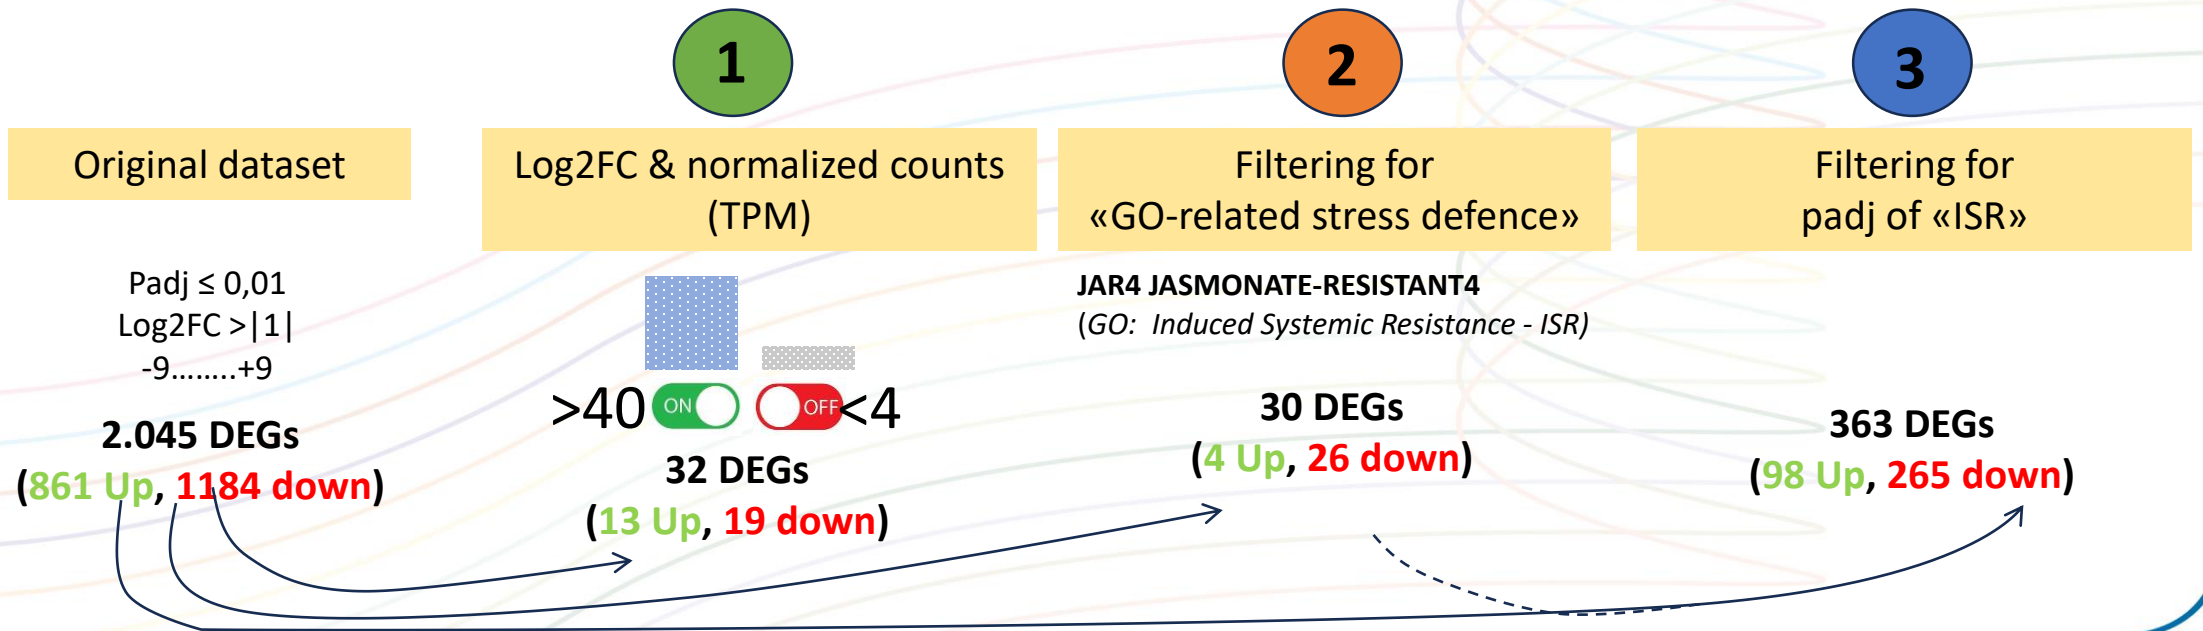 1
2
3
Original dataset
Log2FC & normalized counts
(TPM)
Filtering for
«GO-related stress defence»
Filtering for
padj of «ISR»
Padj ≤ 0,01
Log2FC >|1|
-9........+9
2.045 DEGs
(861 Up, 1184 down)
>40 ON OFF <4
32 DEGs
(13 Up, 19 down)
JAR4 JASMONATE-RESISTANT4
(GO: Induced Systemic Resistance - ISR)
30 DEGs
(4 Up, 26 down)
363 DEGs
(98 Up, 265 down)